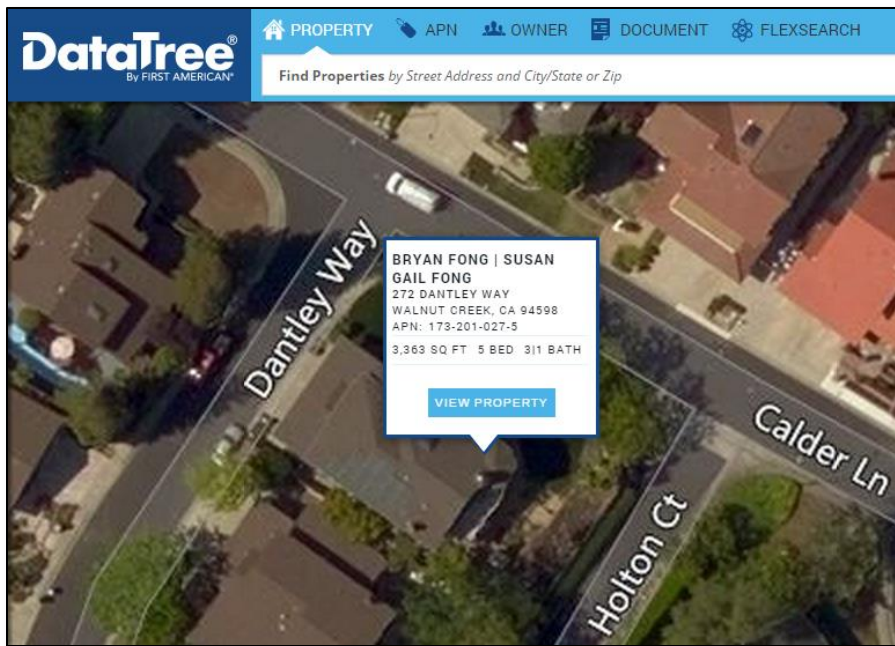 DataTree®
By FIRST AMERICAN®
PROPERTY APN OWNER DOCUMENT FLEXSEARCH
Find Properties by Street Address and City/State or Zip
Dantley Way
BRYAN FONG | SUSAN
GAIL FONG
272 DANTLEY WAY
WALNUT CREEK, CA 94598
APN: 173-201-027-5
3,363 SQ FT 5 BED 3|1 BATH
VIEW PROPERTY
Calder Ln
Holton Ct